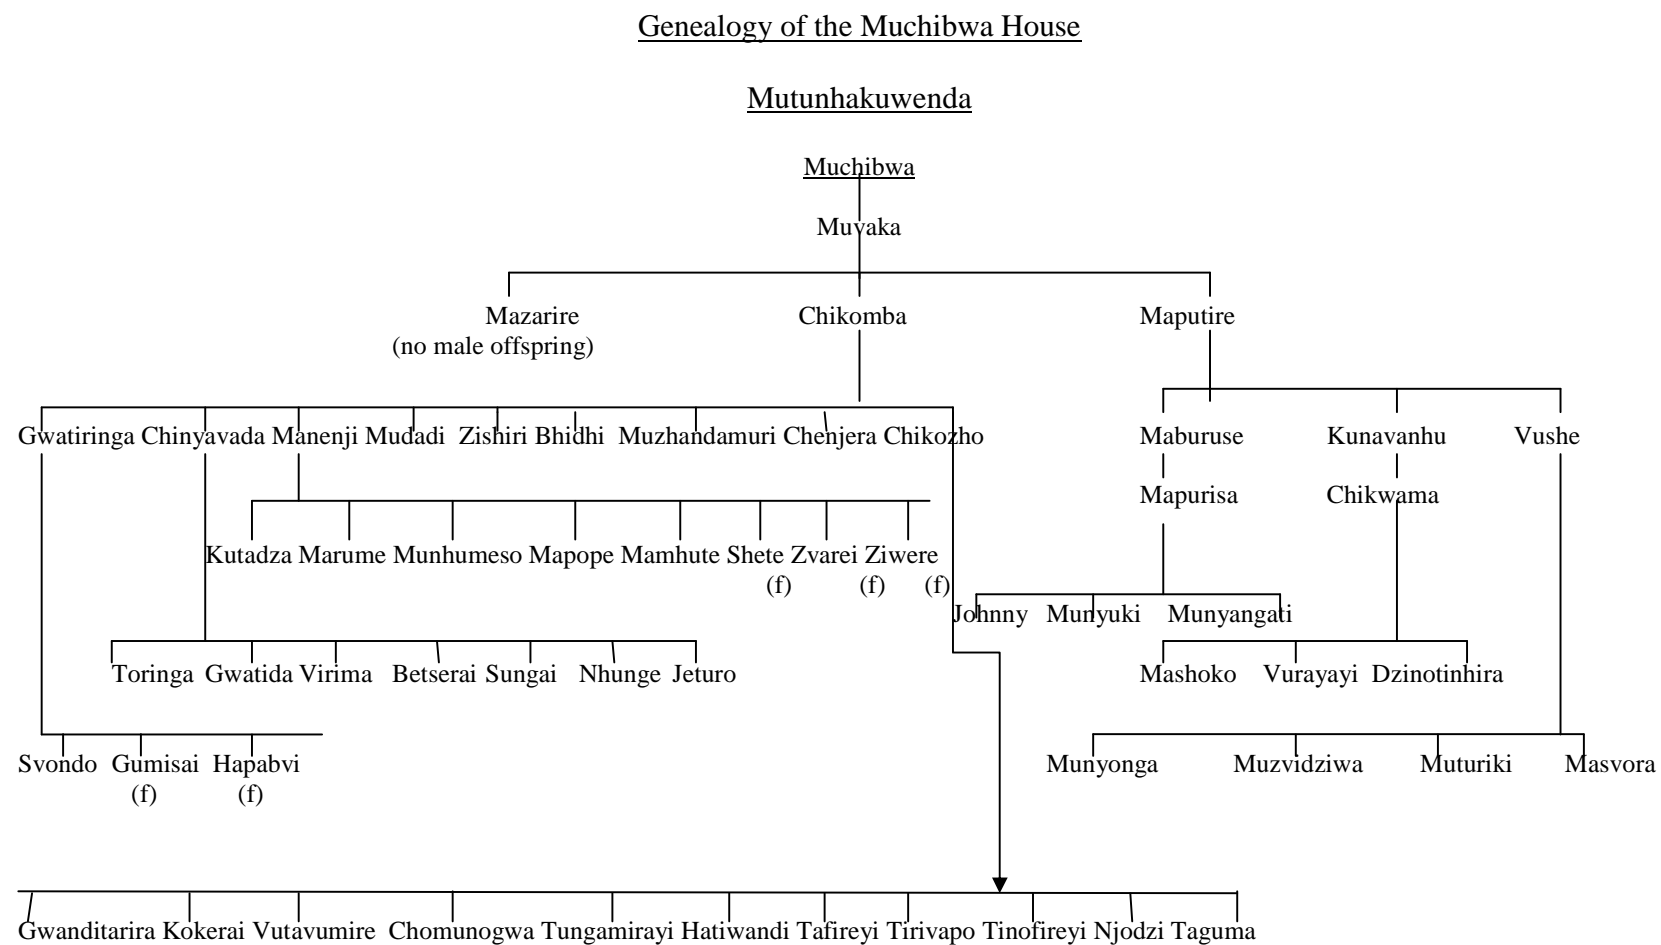 Genealogy of the Muchibwa House
Mutunhakuwenda
Muchibwa
Muvaka
Mazarire Chikomba Maputire
(no male offspring)
Gwatiringa Chinyavada Manenji Mudadi Zishiri Bhidhi Muzhandamuri Chenjera Chikozho Maburuse Kunavanhu Vushe
Mapurisa Chikwama
Kutadza Marume Munhumeso Mapope Mamhute Shete Zvarei Ziwere
(f) (f) (f)
Johnny Munyuki Munyangati
Toringa Gwatida Virima Betserai Sungai Nhunge Jeturo Mashoko Vurayayi Dzinotinhira
Svondo Gumisai Hapabvi Munyonga Muzvidziwa Muturiki Masvora
(f) (f)
Gwanditarira Kokerai Vutavumire Chomunogwa Tungamirayi Hatiwandi Tafireyi Tirivapo Tinofireyi Njodzi Taguma